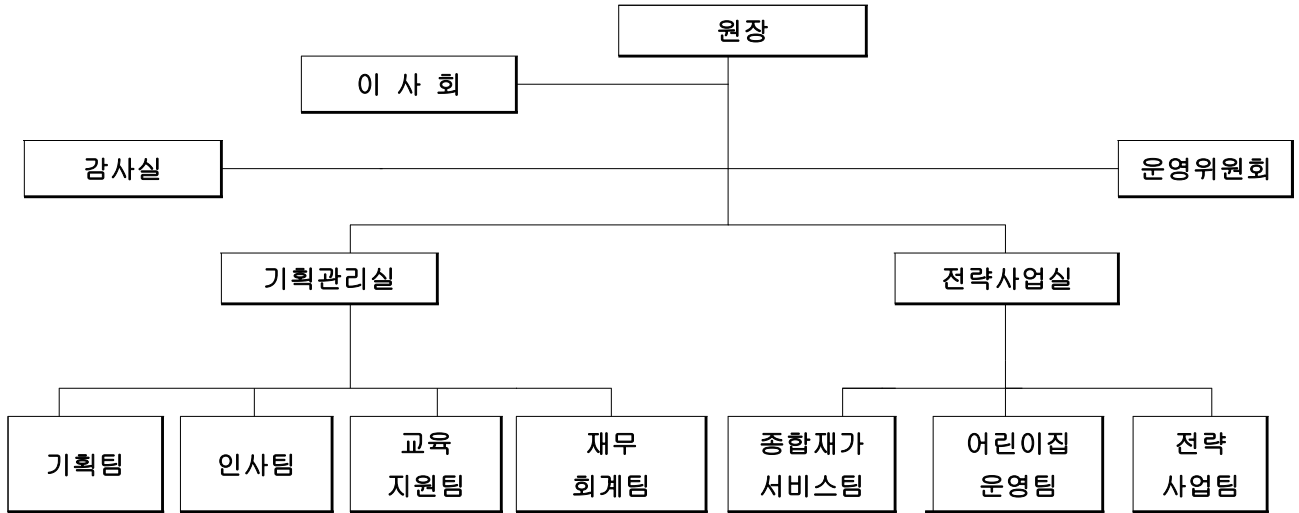 원장
이 사 회
감사실
운영위원회
기획관리실
전략사업실
기획팀
인사팀
교육
지원팀
재무
회계팀
종합재가
서비스팀
어린이집
운영팀
전략
사업팀